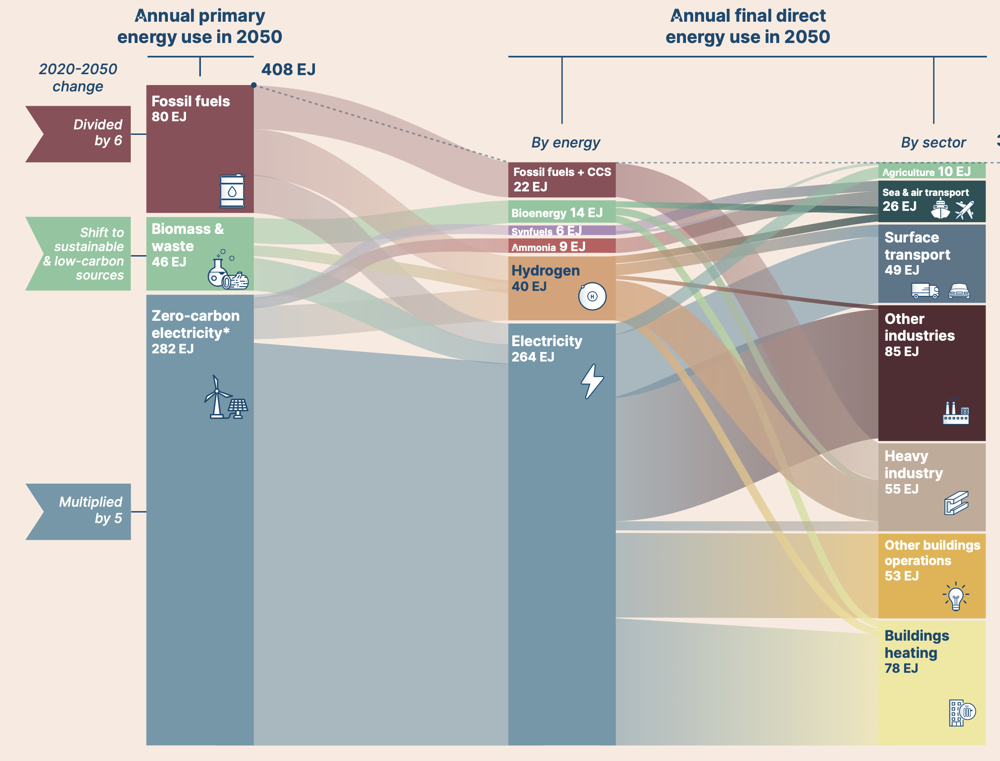 Annual primary
energy use in 2050
Annual final direct
energy use in 2050
2020-2050
change
408 EJ
Divided
by 6
Fossil fuels
80 EJ
Shift to
sustainable
& low-carbon
sources
Biomass &
waste
46 EJ
Multiplied
by 5
Zero-carbon
electricity*
282 EJ
By energy
Fossil fuels + CCS
22 EJ
Bioenergy 14 EJ
Synfuels 6 EJ
Ammonia 9 EJ
Hydrogen
40 EJ
H
Electricity
264 EJ
By sector
Agriculture 10 EJ
Sea & air transport
26 EJ
Surface
transport
49 EJ
Other
industries
85 EJ
Heavy
industry
55 EJ
Other buildings
operations
53 EJ
Buildings
heating
78 EJ